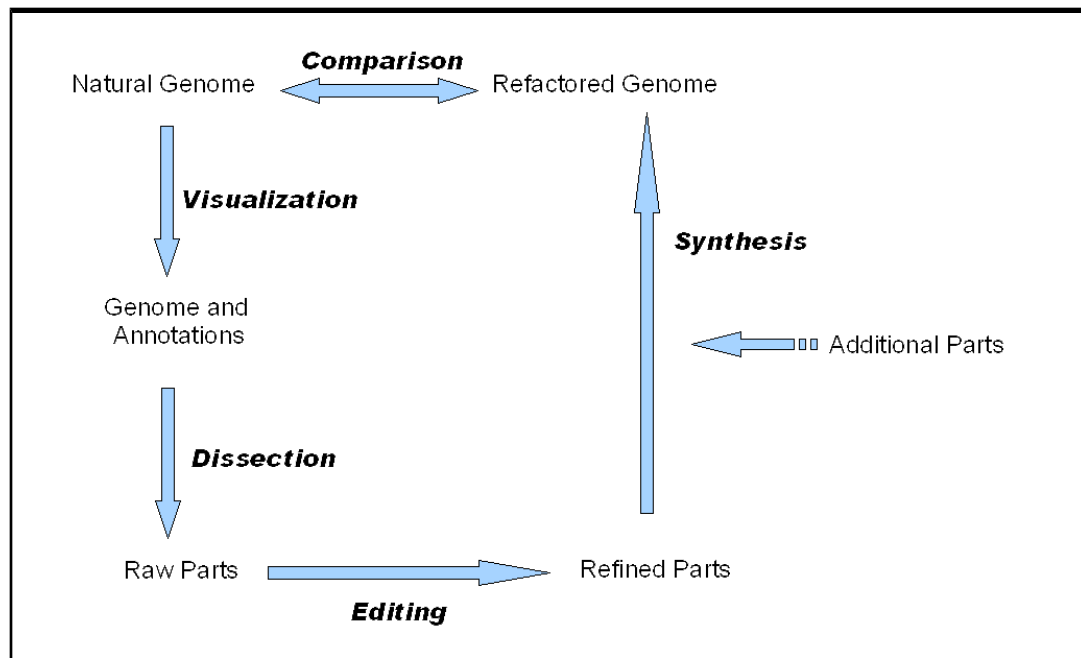 Comparison
Natural Genome
Refactored Genome
Visualization
Synthesis
Genome and
Annotations
Additional Parts
Dissection
Raw Parts
Refined Parts
Editing